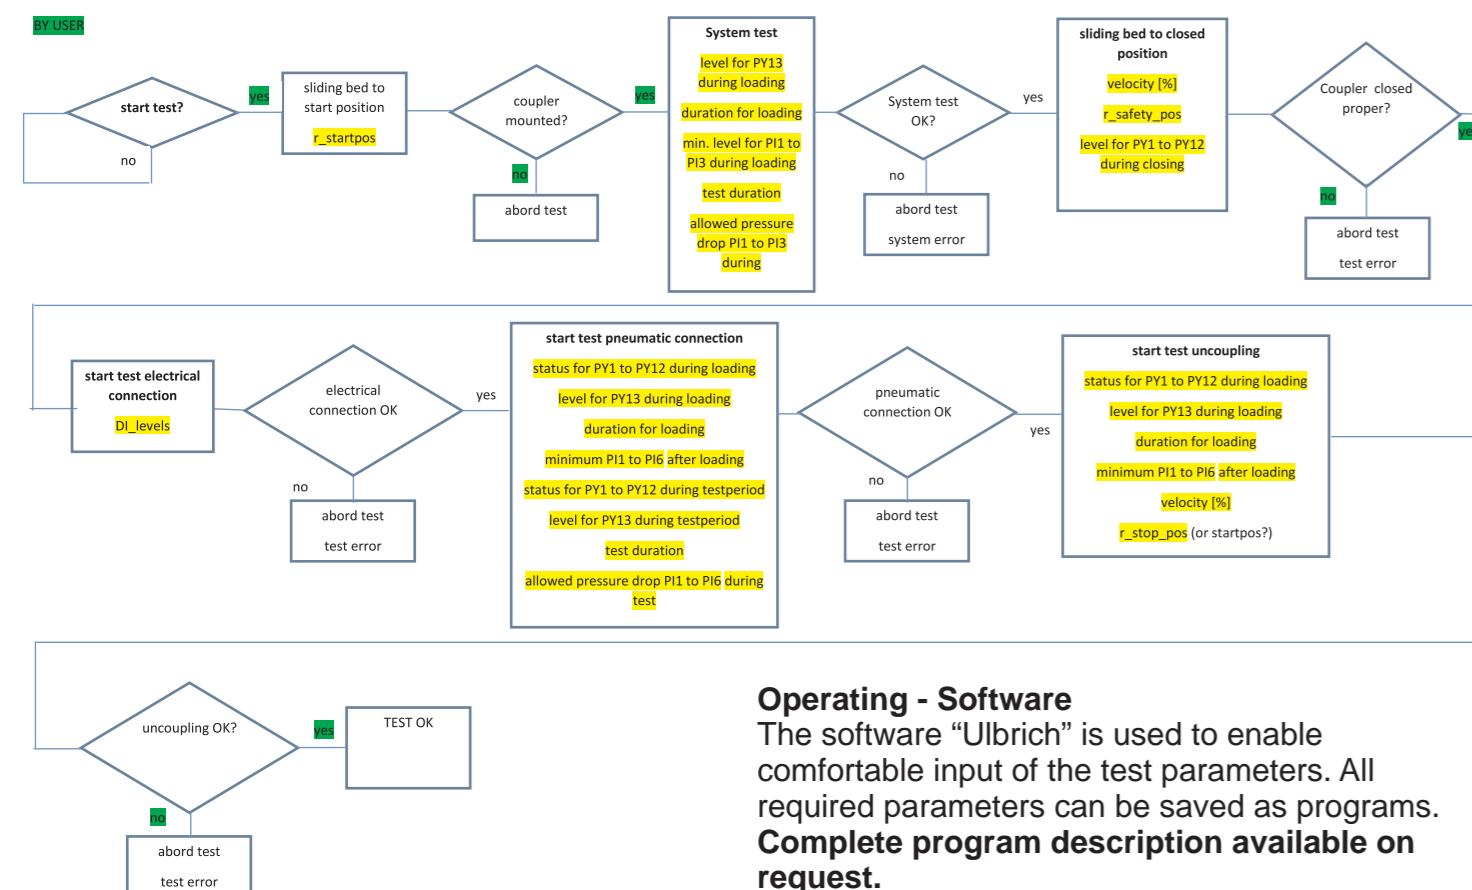 BY USER
start test?
yes
no
sliding bed to
start position
r_startpos
coupler
mounted?
yes
no
abord test
System test
level for PY13
during loading
duration for loading
min. level for PI1 to
PI3 during loading
test duration
allowed pressure
drop PI1 to PI3
during
System test
OK?
yes
no
abord test
system error
sliding bed to closed
position
velocity [%]
r_safety_pos
level for PY1 to PY12
during closing
Coupler closed
proper?
ye
no
abord test
test error
start test electrical
connection
DI_levels
electrical
connection OK
yes
no
abord test
test error
start test pneumatic connection
status for PY1 to PY12 during loading
level for PY13 during loading
duration for loading
minimum PI1 to PI6 after loading
status for PY1 to PY12 during testperiod
level for PY13 during testperiod
test duration
allowed pressure drop PI1 to PI6 during
test
pneumatic
connection OK
yes
no
abord test
test error
start test uncoupling
status for PY1 to PY12 during loading
level for PY13 during loading
duration for loading
minimum PI1 to PI6 after loading
velocity [%]
r_stop_pos (or startpos?)
uncoupling OK?
yes
no
TEST OK
abord test
test error
Operating - Software
The software “Ulbrich” is used to enable
comfortable input of the test parameters. All
required parameters can be saved as programs.
Complete program description available on
request.